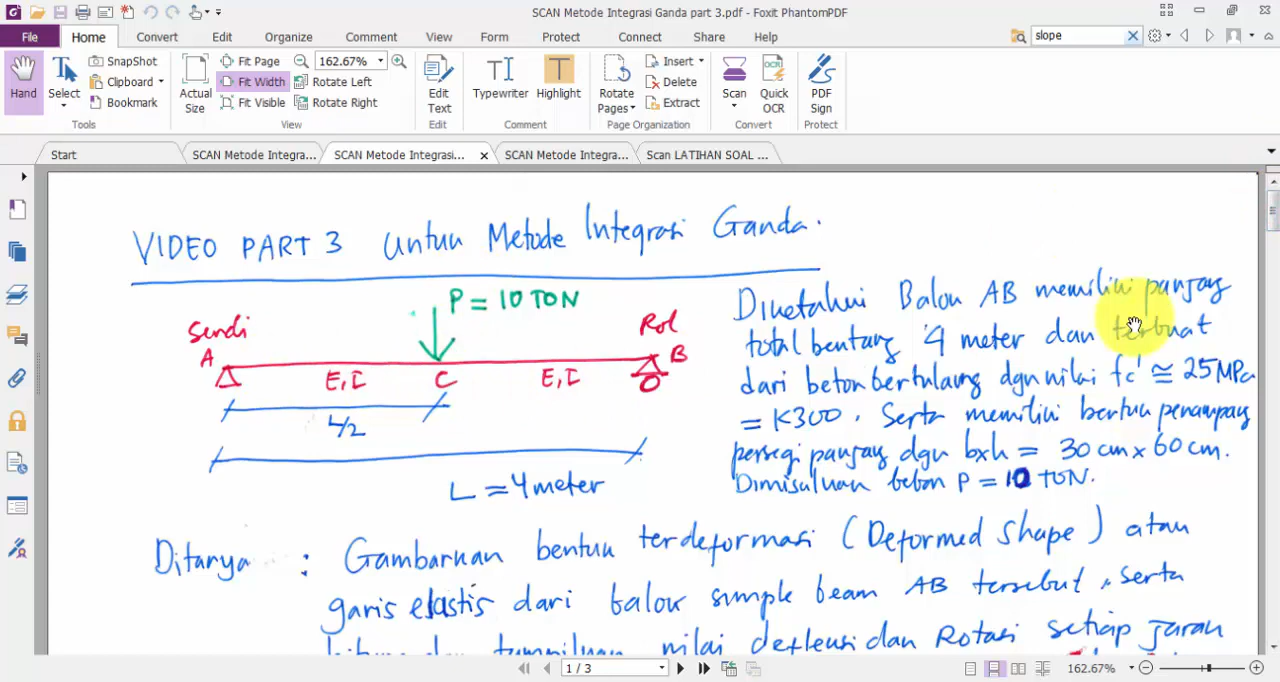 SCAN Metode Integrasi Ganda part 3.pdf - Foxit PhantomPDF
File Home Convert Edit Organize Comment View Form Protect Connect Share Help
slope
Hand
Select
SnapShot
Clipboard
Bookmark
Tools
Actual Size
Fit Page
Fit Width
Fit Visible
162.67%
Rotate Left
Rotate Right
View
Edit Text
Edit
Typewriter
Highlight
Comment
Rotate Pages
Insert
Delete
Extract
Page Organization
Scan
Quick OCR
Convert
PDF Sign
Protect
Start
SCAN Metode Integra...
SCAN Metode Integrasi...
SCAN Metode Integra...
Scan LATIHAN SOAL ...
VIDEO PART 3 Untuk Metode Integrasi Ganda.
P = 10 TON
Sendi
Rol
A
B
E, I
C
E, I
L/2
L = 4 meter
Diketahui Balok AB memiliki panjang
total bentang 4 meter dan terbuat
dari beton bertulang dgn nilai fc' ≅ 25 MPa
= K300. Serta memiliki bentuk penampang
persegi panjang dgn bxh = 30 cm x 60 cm.
Dimisalkan beban P = 10 TON.
Ditanya : Gambarkan bentuk terdeformasi (Deformed Shape) atau
garis elastis dari balok simple beam AB tersebut, serta
hitung dan tampilkan nilai defleksi dan Rotasi setiap jarak
1 / 3
162.67%